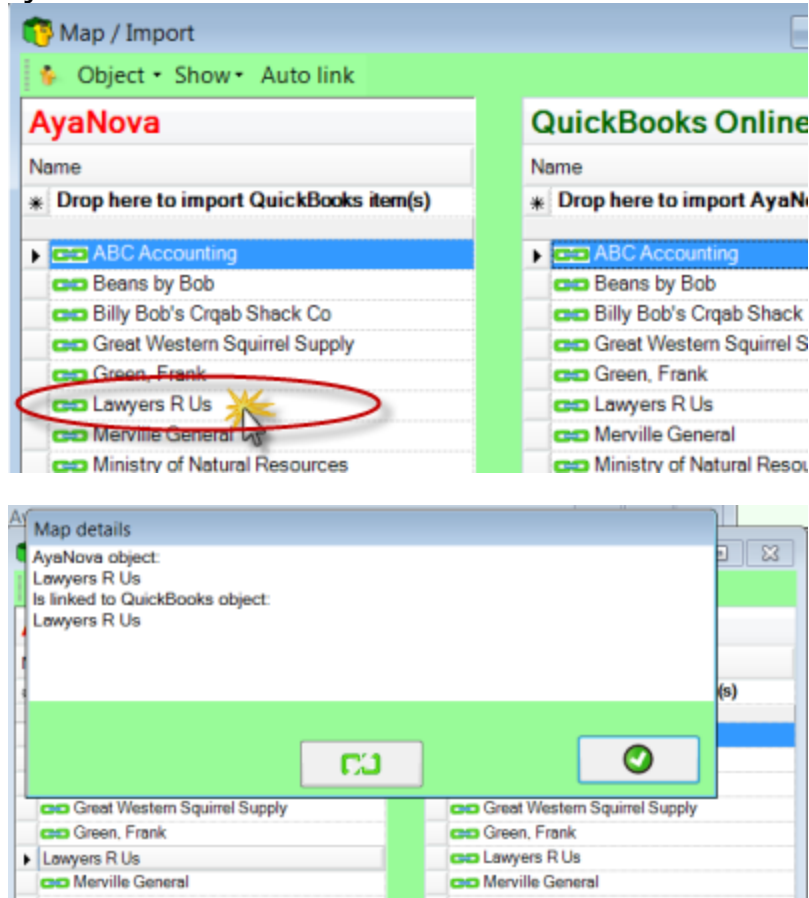 Map / Import
Object Show Auto link
AyaNova
QuickBooks Online
Name
Name
Drop here to import QuickBooks item(s)
Drop here to import
ABC Accounting
ABC Accounting
Beans by Bob
Beans by Bob
Billy Bob's Crqab Shack Co
Billy Bob's Crqab Shack
Great Western Squirrel Supply
Great Western Squirrel S
Green, Frank
Green, Frank
Lawyers R Us
Lawyers R Us
Merville General
Merville General
Ministry of Natural Resources
Ministry of Natural
Map details
AyaNova object:
Lawyers R Us
Is linked to QuickBooks object:
Lawyers R Us
(s)
Great Western Squirrel Supply
Great Western Squirrel Supply
Green, Frank
Green, Frank
Lawyers R Us
Lawyers R Us
Merville General
Merville General